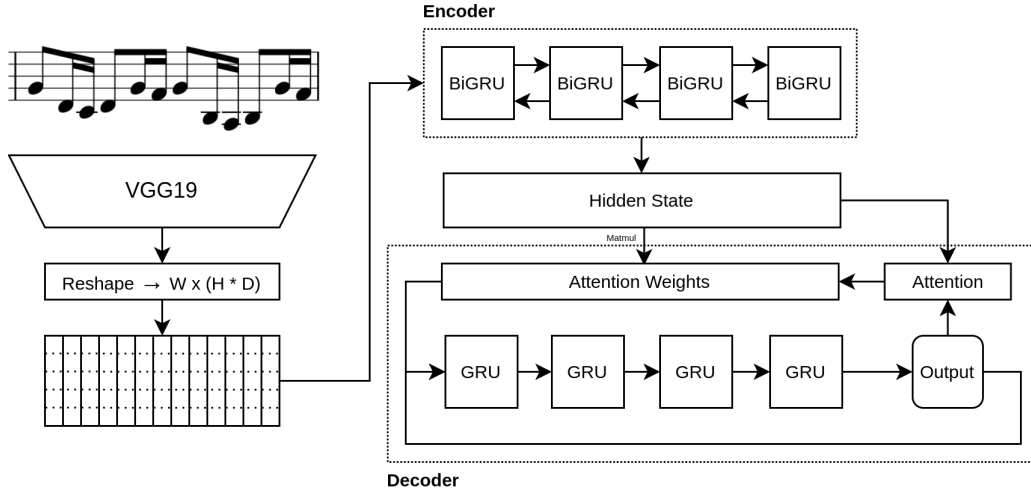 Encoder
BiGRU BiGRU BiGRU BiGRU
VGG19
Hidden State
Matmul
Reshape → W x (H * D)
Attention Weights
Attention
GRU GRU GRU GRU
Output
Decoder